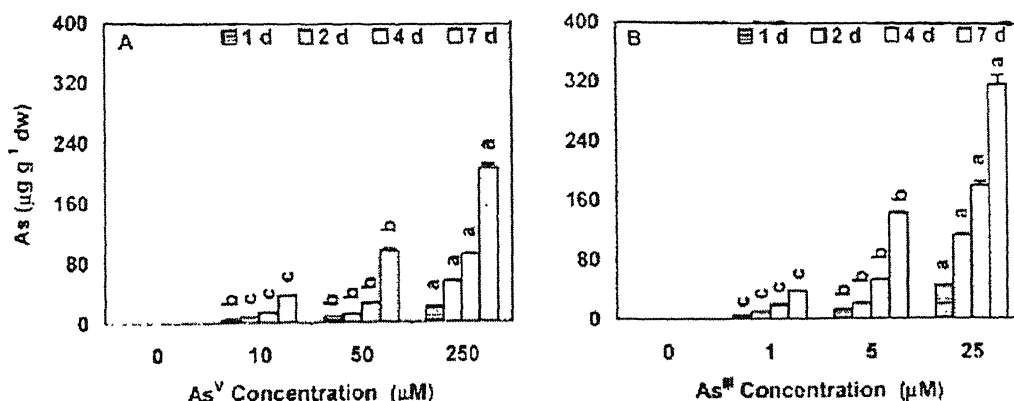 A 1 d 2 d 4 d 7 d
400
320
240
160
80
0
As (µg g¹ dw)
b c c c
b b b b
a a a a
0 10 50 250
Asⱽ Concentration (µM)
B 1 d 2 d 4 d 7 d
400
320
240
160
80
0
c c c c
b b b b
a a a a
0 1 5 25
Asᴵᴵᴵ Concentration (µM)